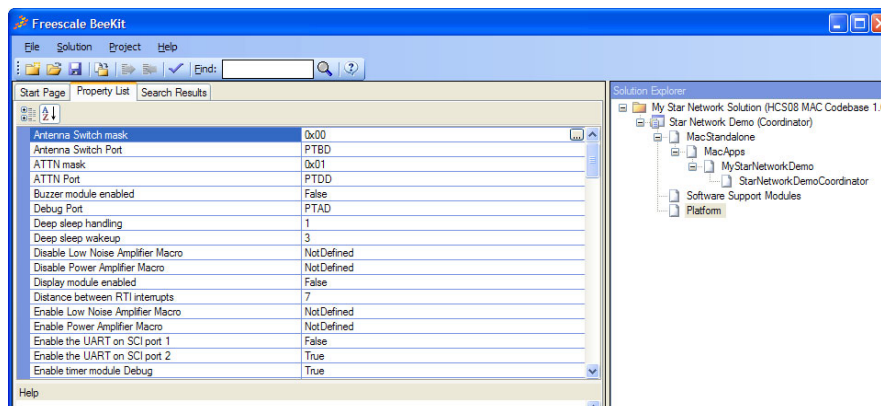 Freescale BeeKit
File Solution Project Help
Find:
Start Page Property List Search Results
Solution Explorer
Antenna Switch mask 0x00 ...
Antenna Switch Port PTBD
ATTN mask 0x01
ATTN Port PTDD
Buzzer module enabled False
Debug Port PTAD
Deep sleep handling 1
Deep sleep wakeup 3
Disable Low Noise Amplifier Macro NotDefined
Disable Power Amplifier Macro NotDefined
Display module enabled False
Distance between RTI interrupts 7
Enable Low Noise Amplifier Macro NotDefined
Enable Power Amplifier Macro NotDefined
Enable the UART on SCI port 1 False
Enable the UART on SCI port 2 True
Enable timer module Debug True
Help
My Star Network Solution (HCS08 MAC Codebase 1.
Star Network Demo (Coordinator)
MacStandalone
MacApps
MyStarNetworkDemo
StarNetworkDemoCoordinator
Software Support Modules
Platform